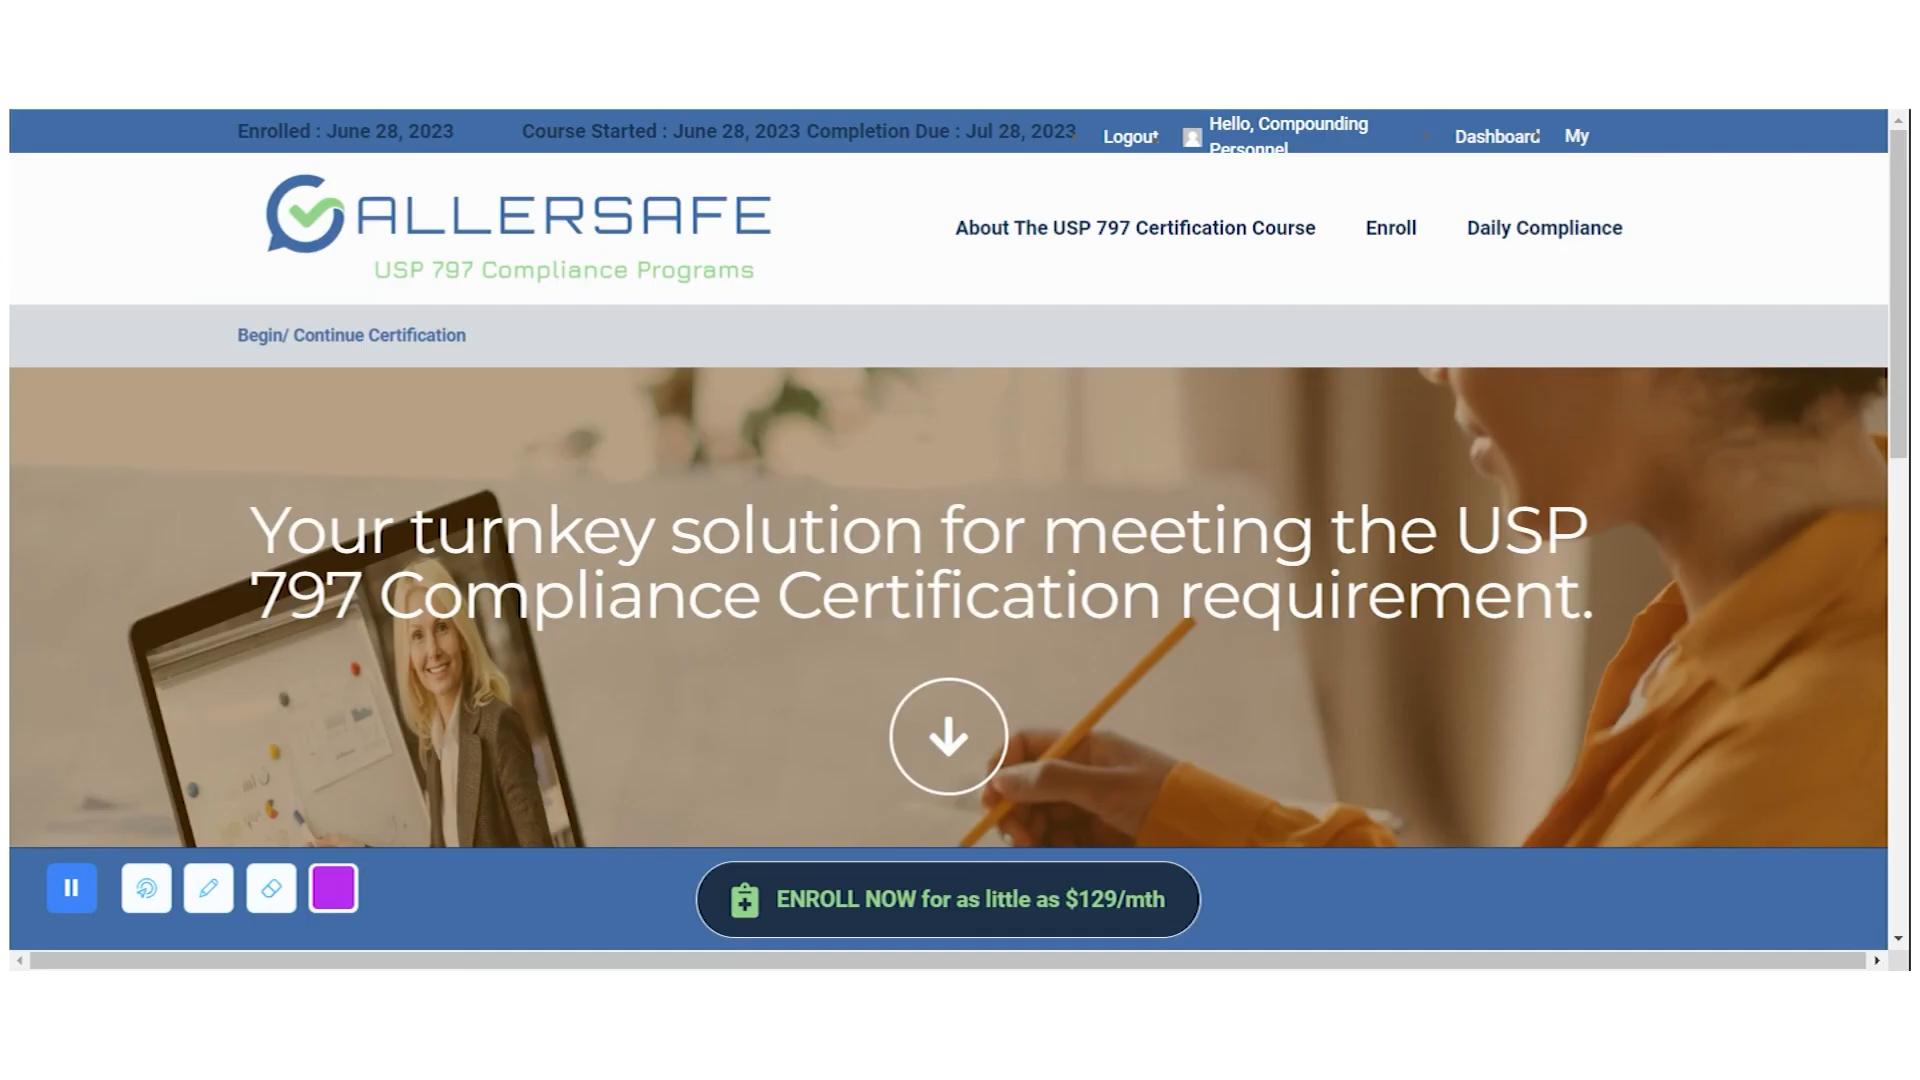 Enrolled : June 28, 2023 Course Started : June 28, 2023 Completion Due : Jul 28, 2023 Logout Hello, Compounding Dashboard My
Personnel
ALLERSAFE
USP 797 Compliance Programs
About The USP 797 Certification Course Enroll Daily Compliance
Begin/ Continue Certification
Your turnkey solution for meeting the USP
797 Compliance Certification requirement.
ENROLL NOW for as little as $129/mth